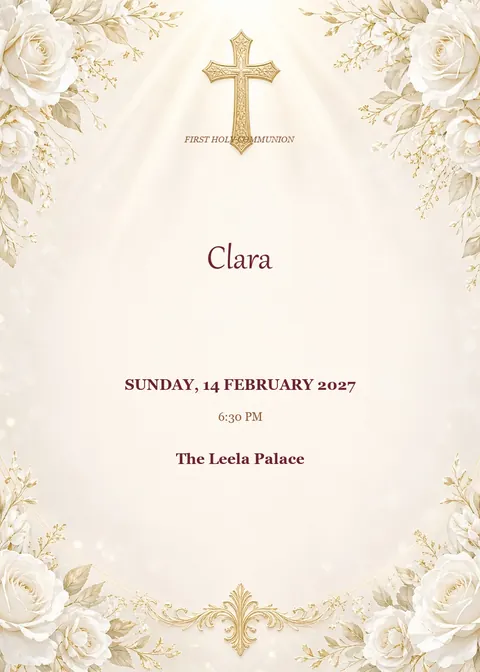 FIRST HOLY COMMUNION
Clara
SUNDAY, 14 FEBRUARY 2027
6:30 PM
The Leela Palace